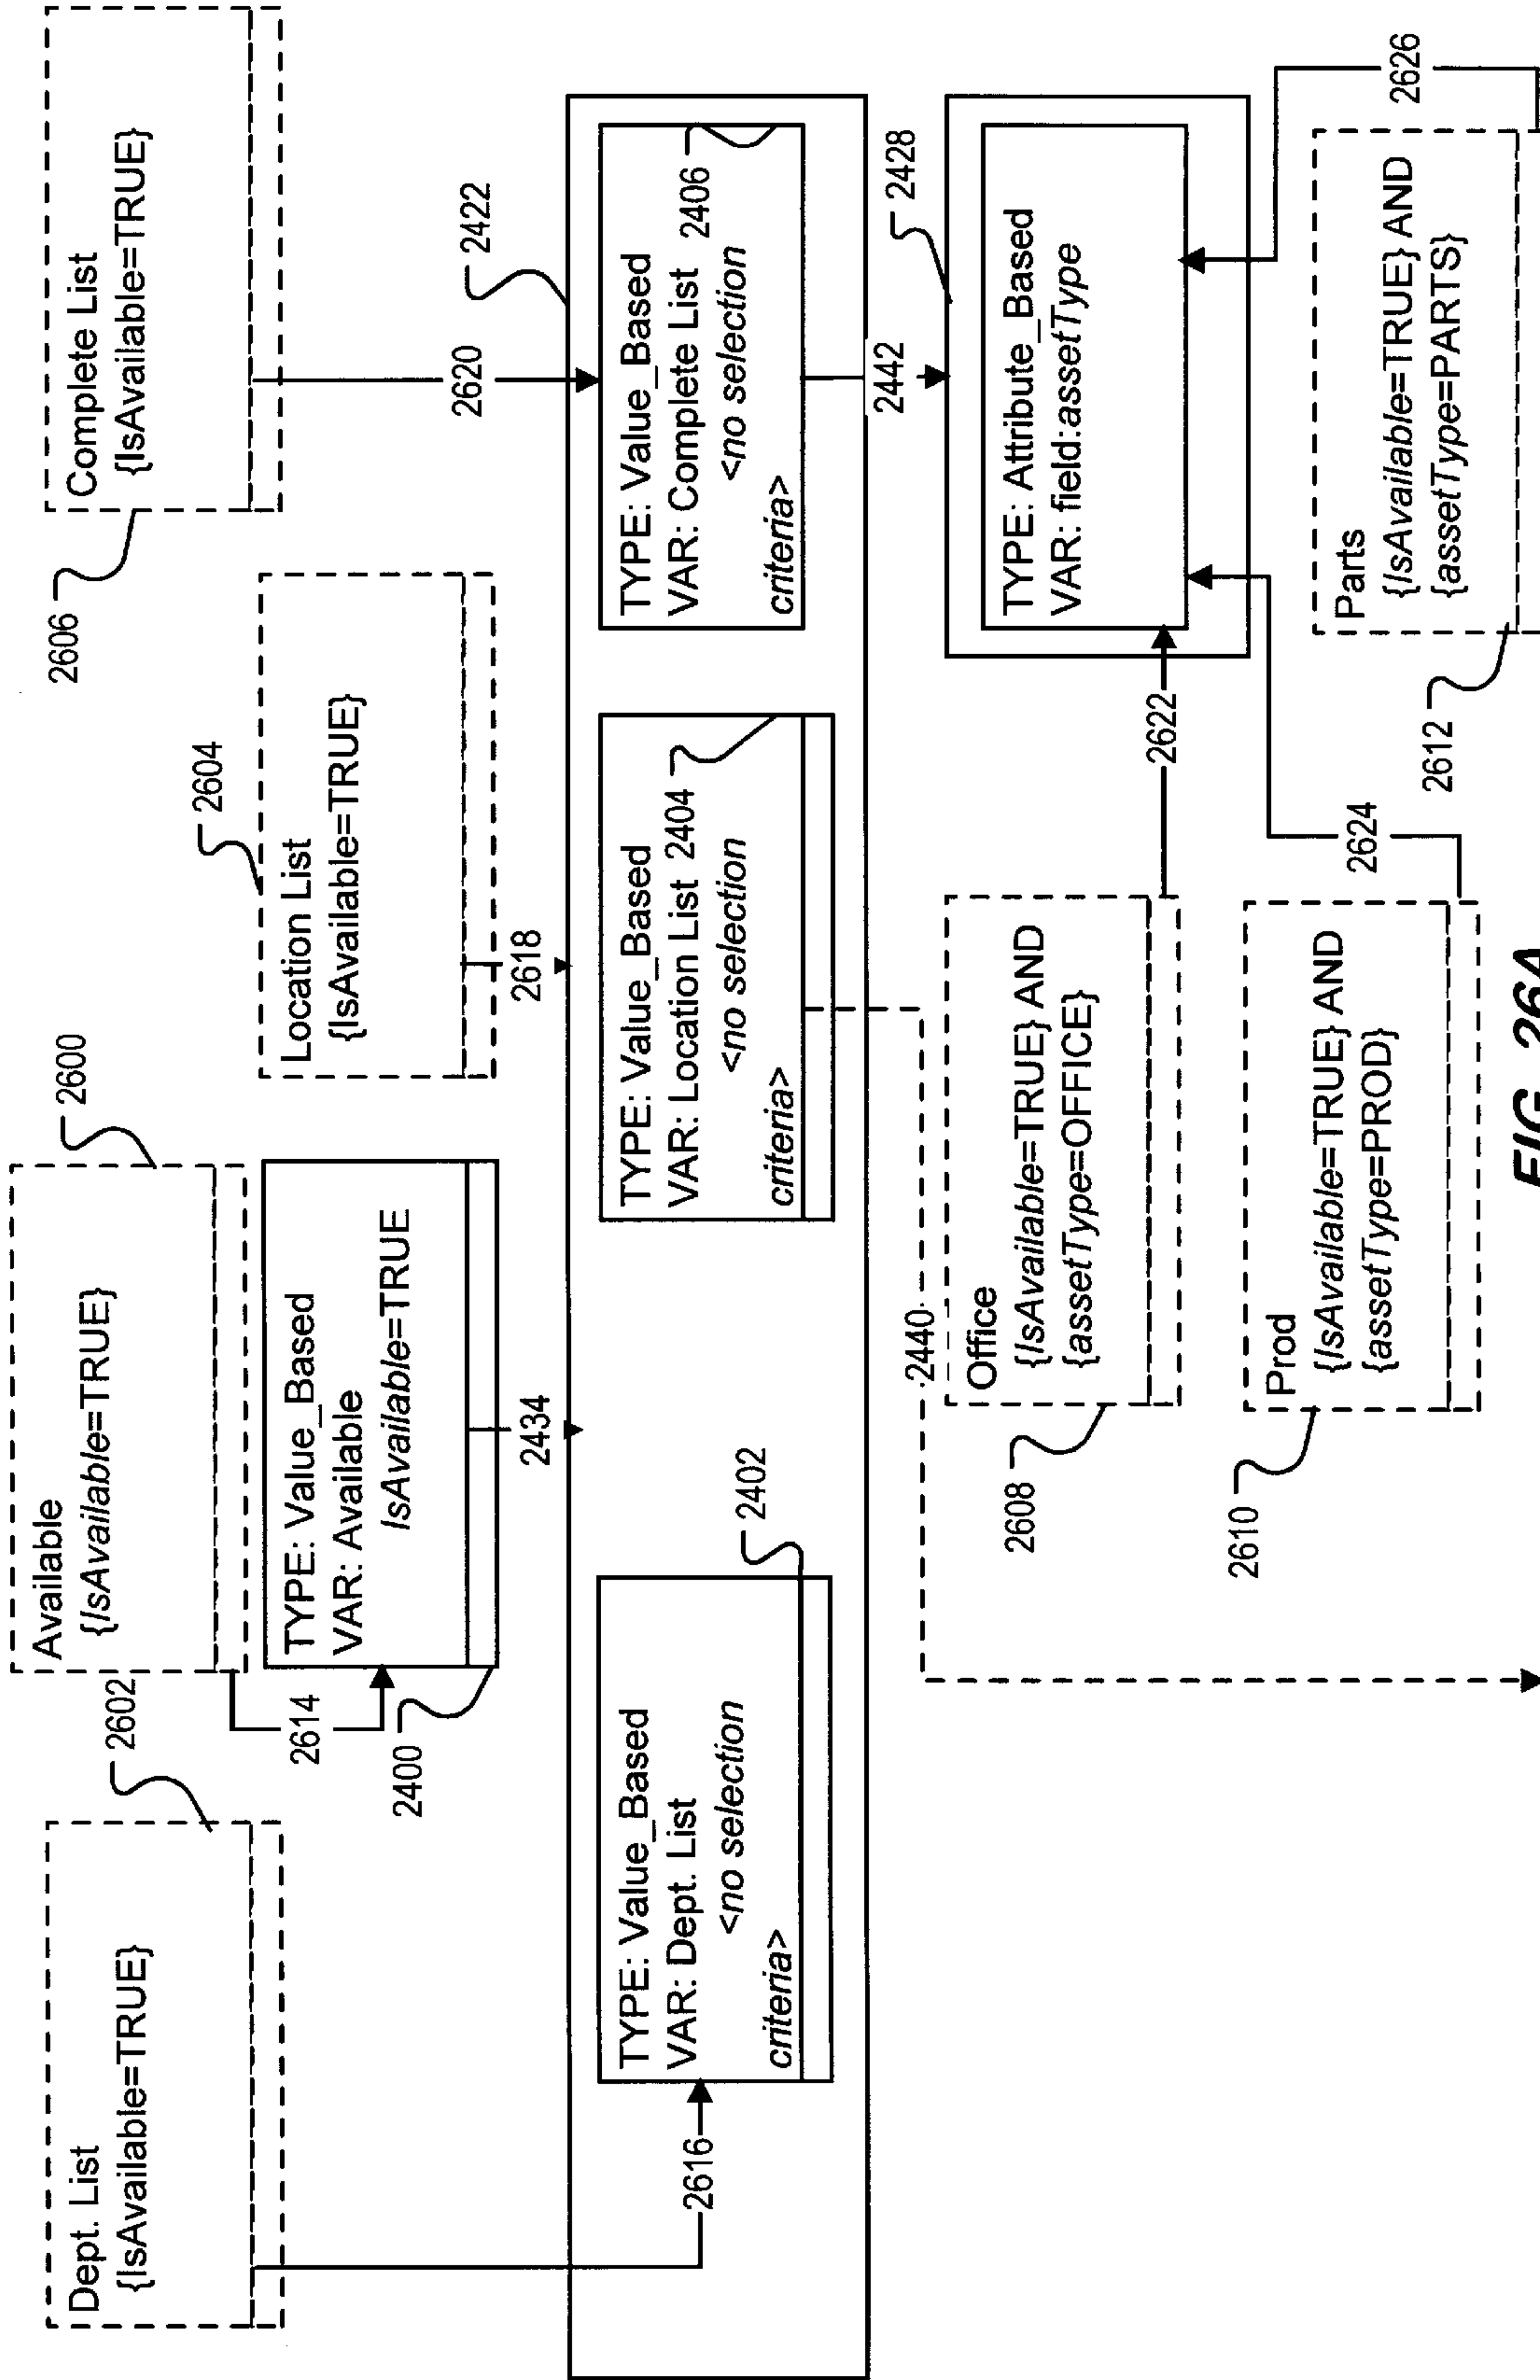 Dept. List
{IsAvailable=TRUE}
2602
Available
{IsAvailable=TRUE}
2600
2614
TYPE: Value_Based
VAR: Available
IsAvailable=TRUE
2400
2434
Location List
{IsAvailable=TRUE}
2604
2618
Complete List
{IsAvailable=TRUE}
2606
2620
2422
2616
TYPE: Value_Based
VAR: Dept. List
<no selection
criteria>
2402
TYPE: Value_Based
VAR: Location List 2404
<no selection
criteria>
TYPE: Value_Based
VAR: Complete List 2406
<no selection
criteria>
2440
2442
2428
TYPE: Attribute_Based
VAR: field:assetType
Office
{IsAvailable=TRUE} AND
{assetType=OFFICE}
2608
2622
Prod
{IsAvailable=TRUE} AND
{assetType=PROD}
2610
2624
Parts
{IsAvailable=TRUE} AND
{assetType=PARTS}
2612
2626
FIG. 26A